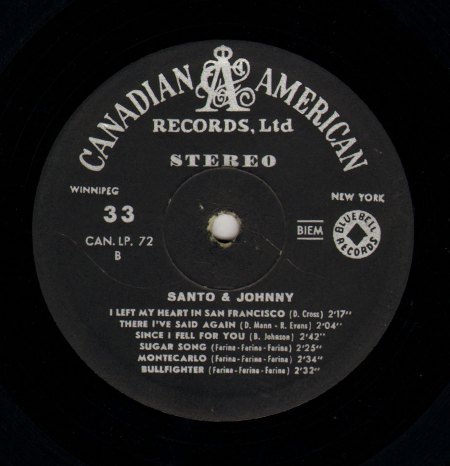 CANADIAN AMERICAN
RECORDS, Ltd
STEREO
WINNIPEG
NEW YORK
33
CAN. LP. 72
B
BIEM
BLUEBELL
RECORDS
SANTO & JOHNNY
I LEFT MY HEART IN SAN FRANCISCO (D. Cross) 2'17"
THERE I'VE SAID AGAIN (D. Mann - R. Evans) 2'04"
SINCE I FELL FOR YOU (B. Johnson) 2'42"
SUGAR SONG (Farina-Farina-Farina) 2'25"
MONTECARLO (Farina-Farina-Farina) 2'34"
BULLFIGHTER (Farina-Farina-Farina) 2'32"